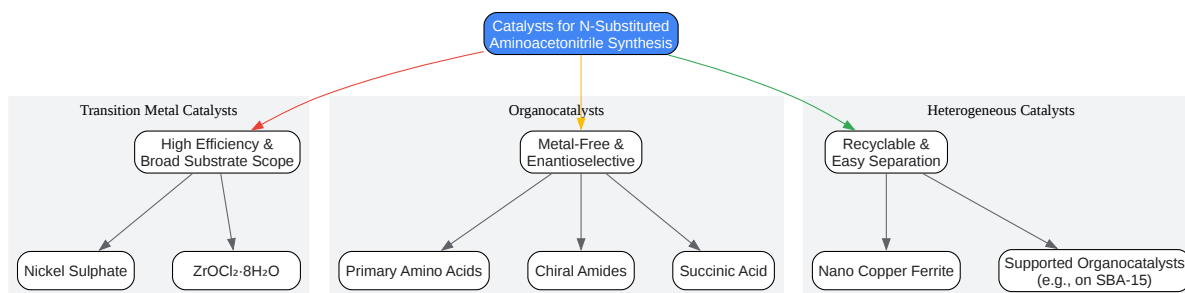 Catalysts for N-Substituted
Aminoacetonitrile Synthesis
Transition Metal Catalysts
Organocatalysts
Heterogeneous Catalysts
High Efficiency &
Broad Substrate Scope
Metal-Free &
Enantioselective
Recyclable &
Easy Separation
Nickel Sulphate
ZrOCl₂·8H₂O
Primary Amino Acids
Chiral Amides
Succinic Acid
Nano Copper Ferrite
Supported Organocatalysts
(e.g., on SBA-15)